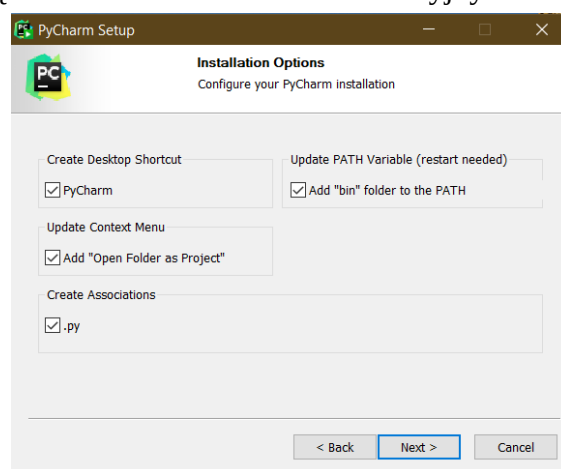 PyCharm Setup
PC
Installation Options
Configure your PyCharm installation
Create Desktop Shortcut
PyCharm
Update PATH Variable (restart needed)
Add "bin" folder to the PATH
Update Context Menu
Add "Open Folder as Project"
Create Associations
.py
< Back
Next >
Cancel